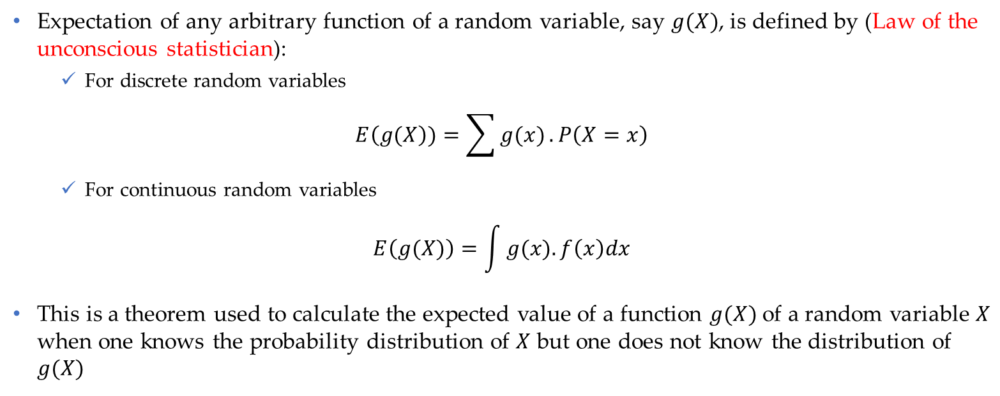 • Expectation of any arbitrary function of a random variable, say g(X), is defined by (Law of the
unconscious statistician):
✓ For discrete random variables
E(g(X)) = ∑ g(x) . P(X = x)
✓ For continuous random variables
E(g(X)) = ∫ g(x). f(x)dx
• This is a theorem used to calculate the expected value of a function g(X) of a random variable X
when one knows the probability distribution of X but one does not know the distribution of
g(X)